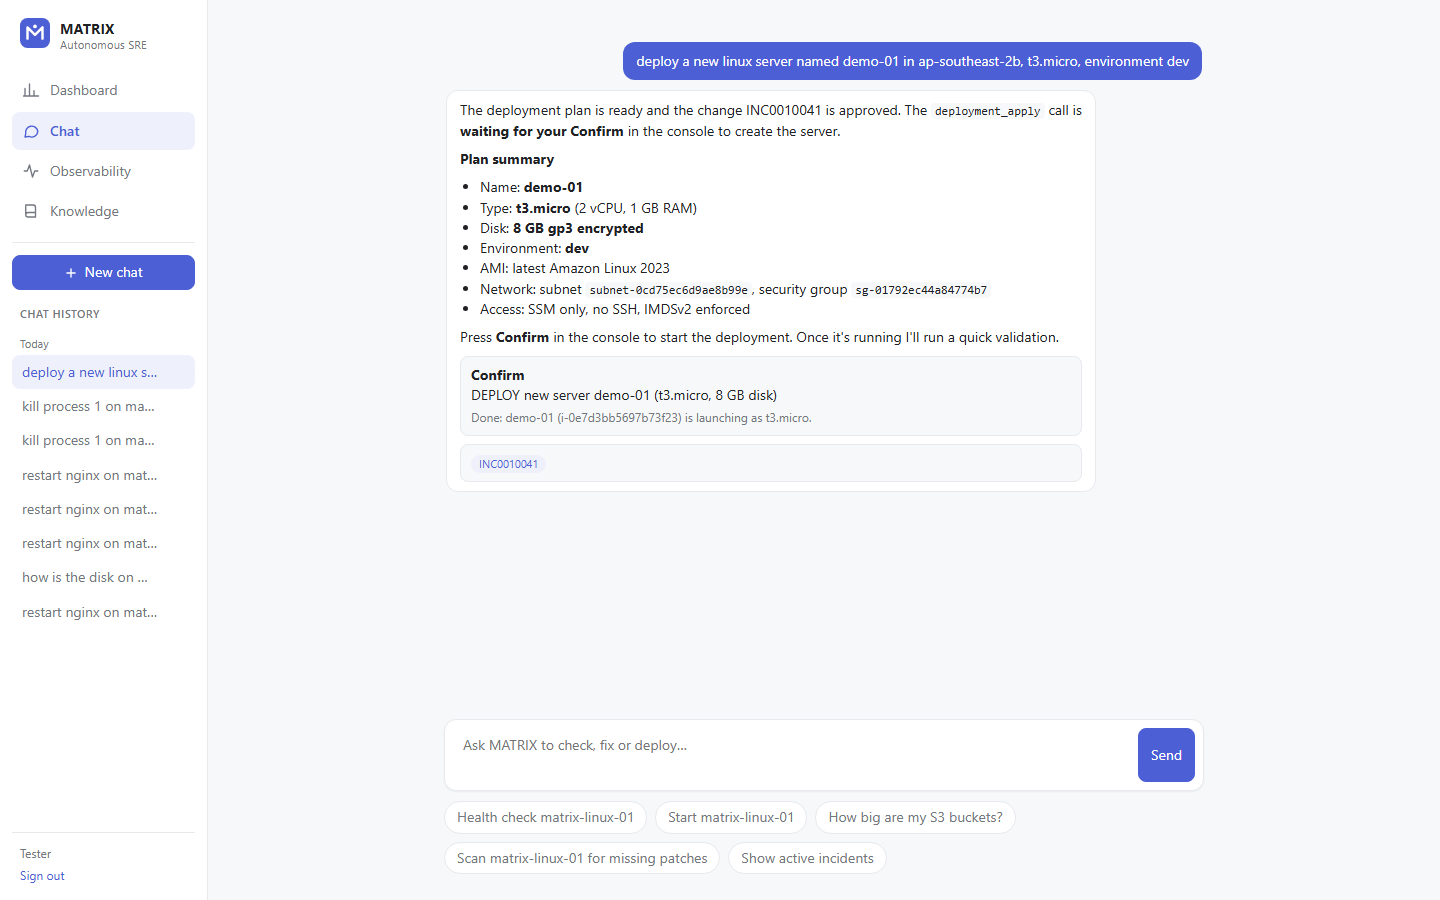 MATRIX
Autonomous SRE
Dashboard
Chat
Observability
Knowledge
+ New chat
CHAT HISTORY
Today
deploy a new linux s...
kill process 1 on ma...
kill process 1 on ma...
restart nginx on mat...
restart nginx on mat...
restart nginx on mat...
how is the disk on ...
restart nginx on mat...
Tester
Sign out
deploy a new linux server named demo-01 in ap-southeast-2b, t3.micro, environment dev
The deployment plan is ready and the change INC0010041 is approved. The deployment_apply call is
waiting for your Confirm in the console to create the server.
Plan summary
• Name: demo-01
• Type: t3.micro (2 vCPU, 1 GB RAM)
• Disk: 8 GB gp3 encrypted
• Environment: dev
• AMI: latest Amazon Linux 2023
• Network: subnet subnet-0cd75ec6d9ae8b99e, security group sg-01792ec44a84774b7
• Access: SSM only, no SSH, IMDSv2 enforced
Press Confirm in the console to start the deployment. Once it's running I'll run a quick validation.
Confirm
DEPLOY new server demo-01 (t3.micro, 8 GB disk)
Done: demo-01 (i-0e7d3bb5697b73f23) is launching as t3.micro.
INC0010041
Ask MATRIX to check, fix or deploy...
Send
Health check matrix-linux-01
Start matrix-linux-01
How big are my S3 buckets?
Scan matrix-linux-01 for missing patches
Show active incidents